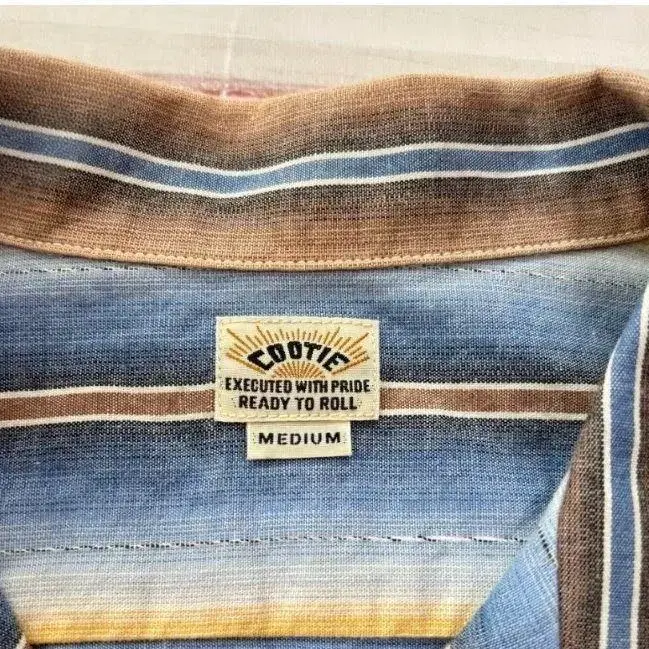 COOTIE
EXECUTED WITH PRIDE
READY TO ROLL
MEDIUM